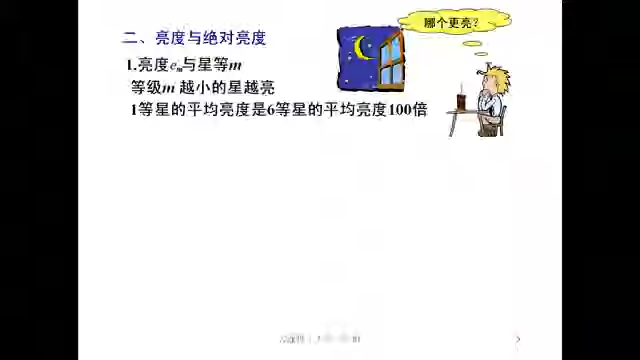 哪个更亮？
二、亮度与绝对亮度
1.亮度eₘ与星等m
等级m 越小的星越亮
1等星的平均亮度是6等星的平均亮度100倍